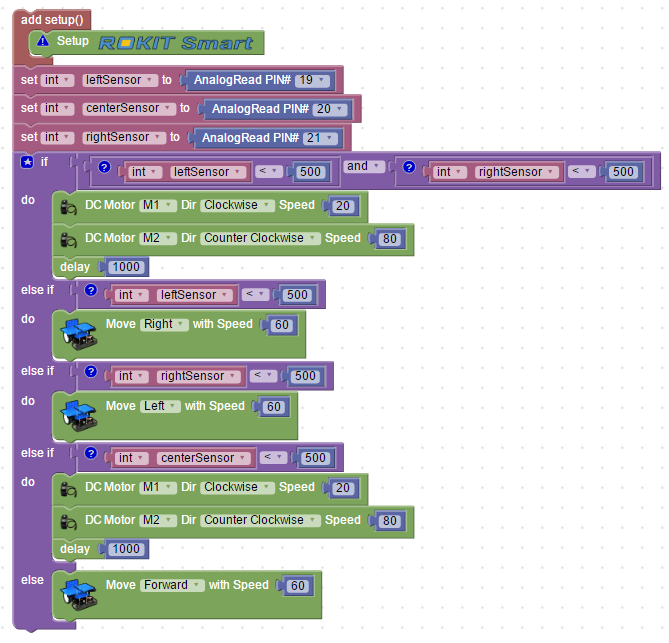 add setup()
Setup ROKIT Smart
set int leftSensor to AnalogRead PIN# 19
set int centerSensor to AnalogRead PIN# 20
set int rightSensor to AnalogRead PIN# 21
if ? int leftSensor < 500 and ? int rightSensor < 500
do DC Motor M1 Dir Clockwise Speed 20
DC Motor M2 Dir Counter Clockwise Speed 80
delay 1000
else if ? int leftSensor < 500
do Move Right with Speed 60
else if ? int rightSensor < 500
do Move Left with Speed 60
else if ? int centerSensor < 500
do DC Motor M1 Dir Clockwise Speed 20
DC Motor M2 Dir Counter Clockwise Speed 80
delay 1000
else Move Forward with Speed 60